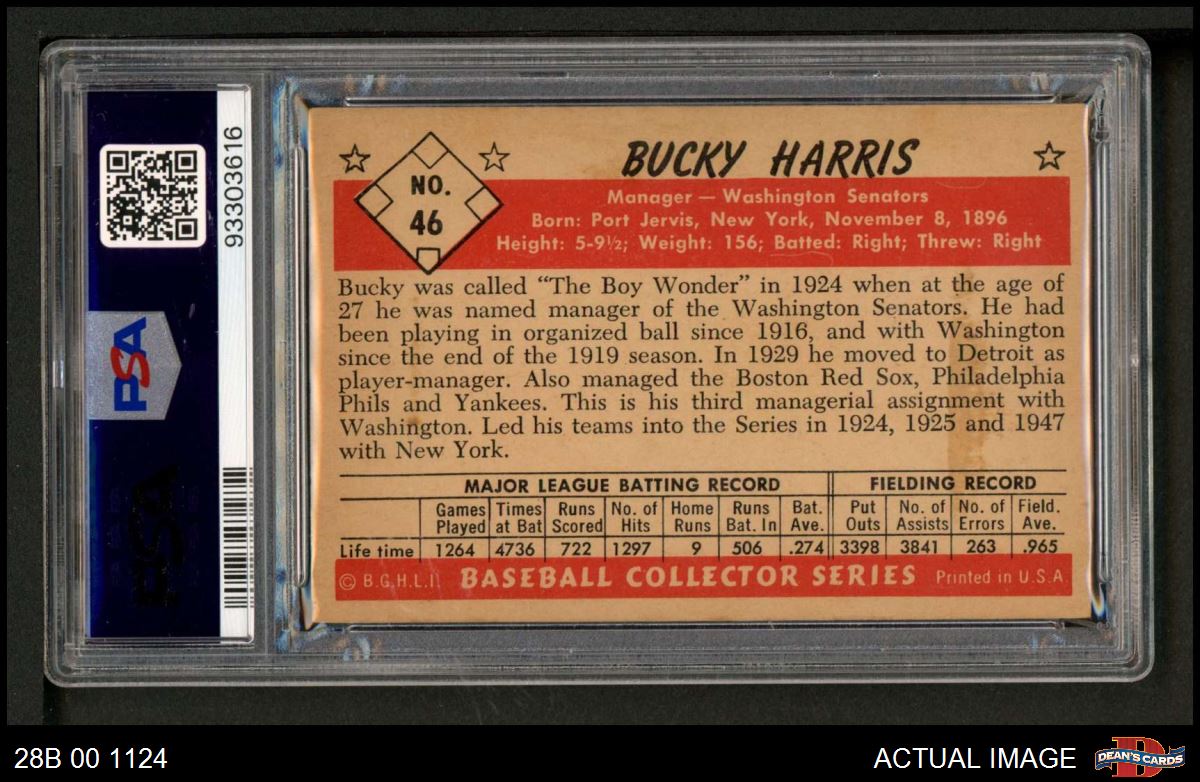 93303616
PSA
PSA
NO.
46
BUCKY HARRIS
Manager — Washington Senators
Born: Port Jervis, New York, November 8, 1896
Height: 5-9½; Weight: 156; Batted: Right; Threw: Right
Bucky was called “The Boy Wonder” in 1924 when at the age of
27 he was named manager of the Washington Senators. He had
been playing in organized ball since 1916, and with Washington
since the end of the 1919 season. In 1929 he moved to Detroit as
player-manager. Also managed the Boston Red Sox, Philadelphia
Phils and Yankees. This is his third managerial assignment with
Washington. Led his teams into the Series in 1924, 1925 and 1947
with New York.
MAJOR LEAGUE BATTING RECORD FIELDING RECORD
Games Times Runs No. of Home Runs Bat. Put No. of No. of Field.
Played at Bat Scored Hits Runs Bat. In Ave. Outs Assists Errors Ave.
Life time 1264 4736 722 1297 9 506 .274 3398 3841 263 .965
© B.G.H.L.I. BASEBALL COLLECTOR SERIES Printed in U.S.A.
28B 00 1124 ACTUAL IMAGE DEAN'S CARDS